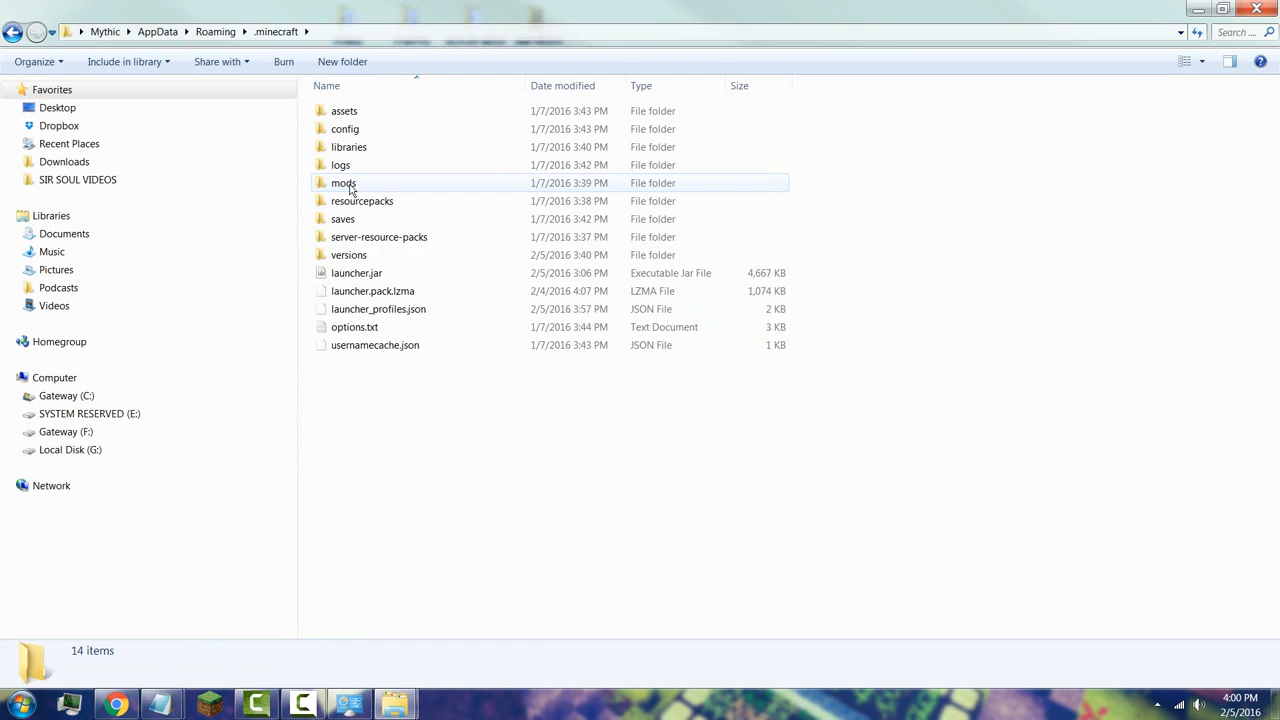 Mythic AppData Roaming .minecraft Search ...
Organize Include in library Share with Burn New folder
Favorites
Desktop
Dropbox
Recent Places
Downloads
SIR SOUL VIDEOS
Libraries
Documents
Music
Pictures
Podcasts
Videos
Homegroup
Computer
Gateway (C:)
SYSTEM RESERVED (E:)
Gateway (F:)
Local Disk (G:)
Network
Name Date modified Type Size
assets 1/7/2016 3:43 PM File folder
config 1/7/2016 3:43 PM File folder
libraries 1/7/2016 3:40 PM File folder
logs 1/7/2016 3:42 PM File folder
mods 1/7/2016 3:39 PM File folder
resourcepacks 1/7/2016 3:38 PM File folder
saves 1/7/2016 3:42 PM File folder
server-resource-packs 1/7/2016 3:37 PM File folder
versions 2/5/2016 3:40 PM File folder
launcher.jar 2/5/2016 3:06 PM Executable Jar File 4,667 KB
launcher.pack.lzma 2/4/2016 4:07 PM LZMA File 1,074 KB
launcher_profiles.json 2/5/2016 3:57 PM JSON File 2 KB
options.txt 1/7/2016 3:44 PM Text Document 3 KB
usernamecache.json 1/7/2016 3:43 PM JSON File 1 KB
14 items
4:00 PM
2/5/2016